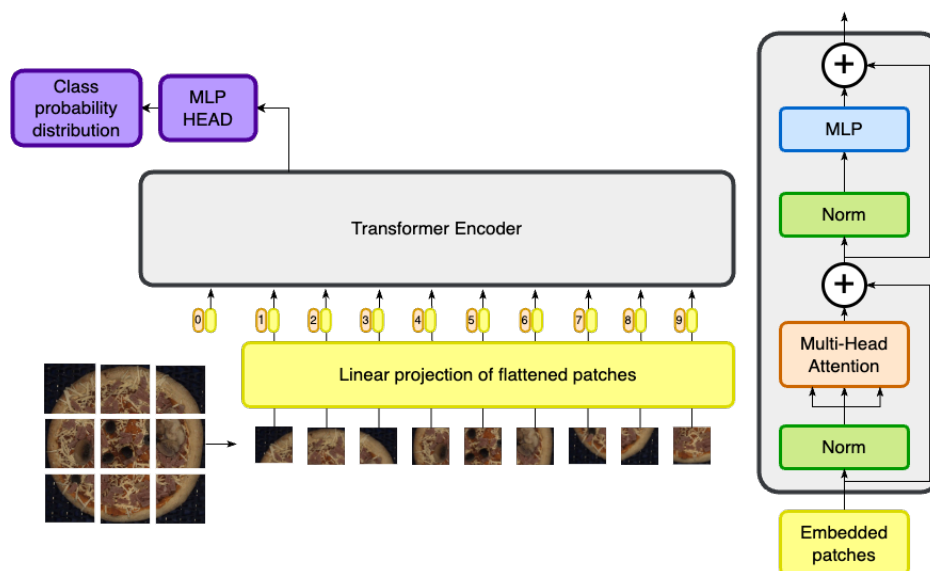 Class
probability
distribution
MLP
HEAD
Transformer Encoder
0 1 2 3 4 5 6 7 8 9
Linear projection of flattened patches
+
MLP
Norm
+
Multi-Head
Attention
Norm
Embedded
patches